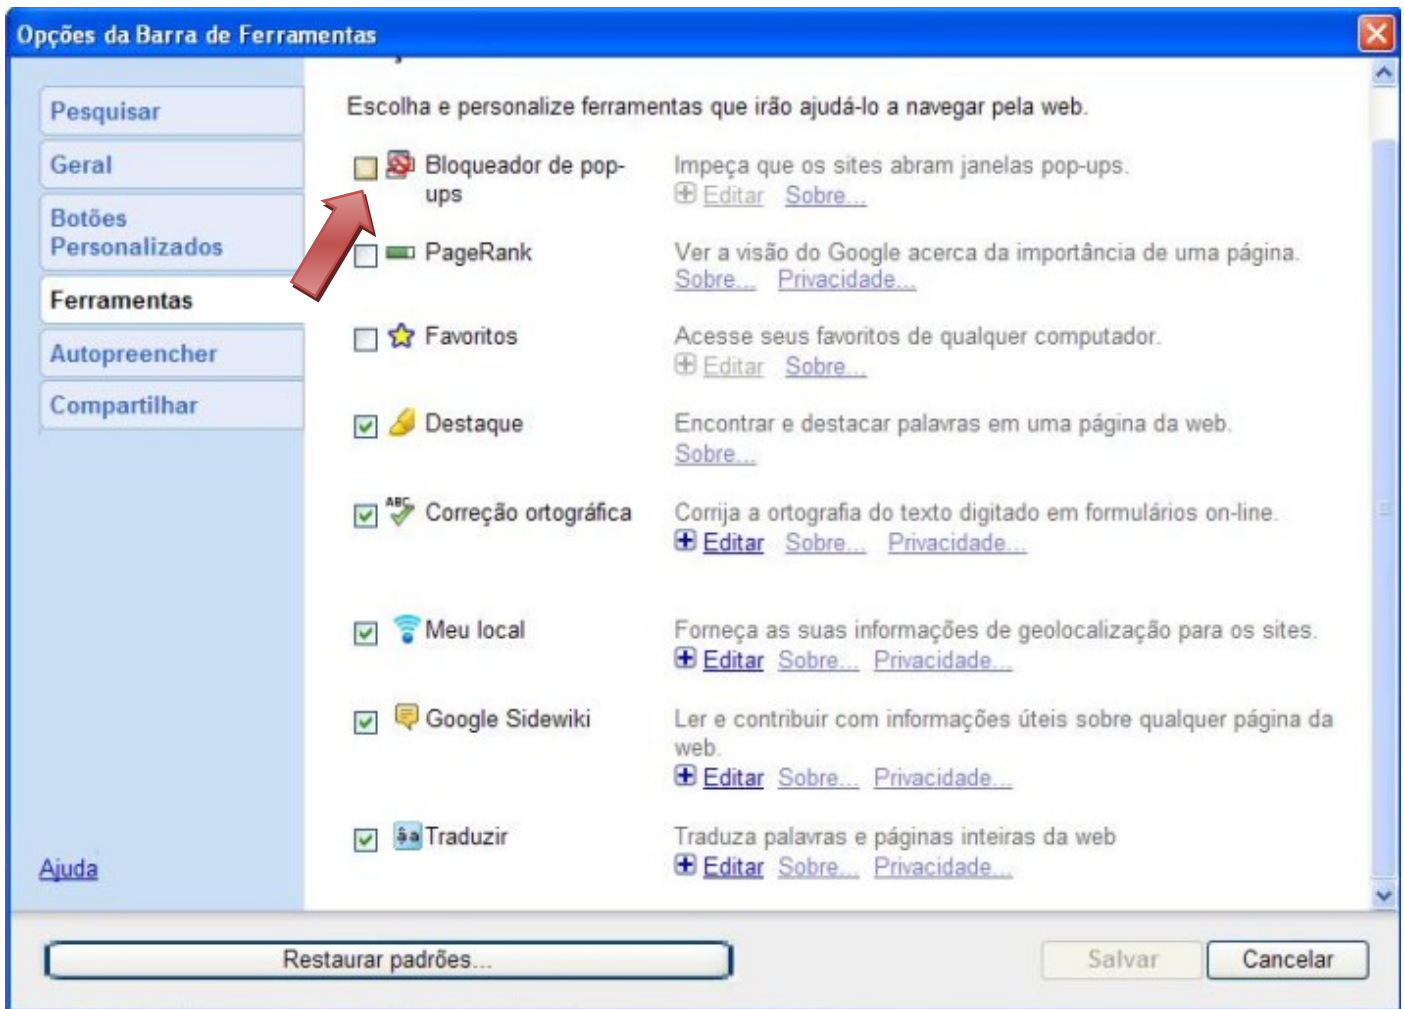 Opções da Barra de Ferramentas
Pesquisar
Geral
Botões
Personalizados
Ferramentas
Autopreencher
Compartilhar
Ajuda
Escolha e personalize ferramentas que irão ajudá-lo a navegar pela web.
Bloqueador de pop-
ups
Impeça que os sites abram janelas pop-ups.
Editar Sobre...
PageRank
Ver a visão do Google acerca da importância de uma página.
Sobre... Privacidade...
Favoritos
Acesse seus favoritos de qualquer computador.
Editar Sobre...
Destaque
Encontrar e destacar palavras em uma página da web.
Sobre...
ABC
Correção ortográfica
Corrija a ortografia do texto digitado em formulários on-line.
Editar Sobre... Privacidade...
Meu local
Forneça as suas informações de geolocalização para os sites.
Editar Sobre... Privacidade...
Google Sidewiki
Ler e contribuir com informações úteis sobre qualquer página da
web.
Editar Sobre... Privacidade...
Traduzir
Traduza palavras e páginas inteiras da web
Editar Sobre... Privacidade...
Restaurar padrões...
Salvar
Cancelar